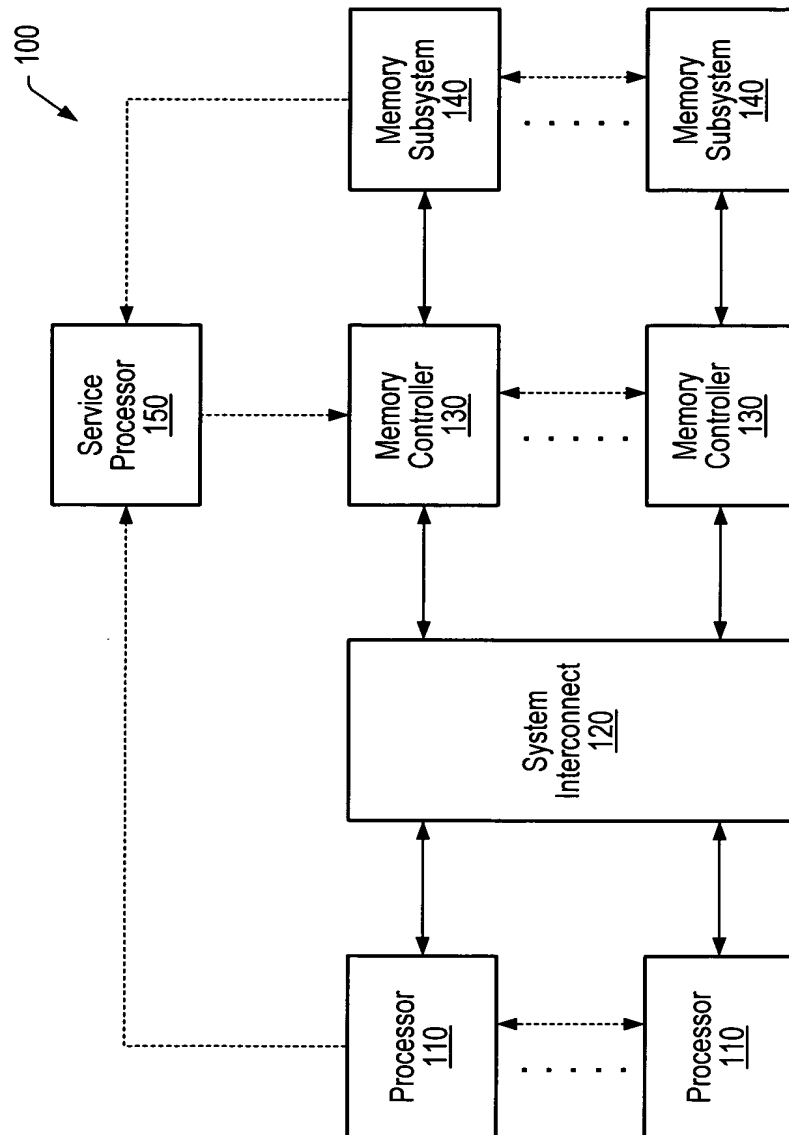 100
Service
Processor
150
Processor
110
System
Interconnect
120
Memory
Controller
130
Memory
Subsystem
140
Processor
110
Memory
Controller
130
Memory
Subsystem
140